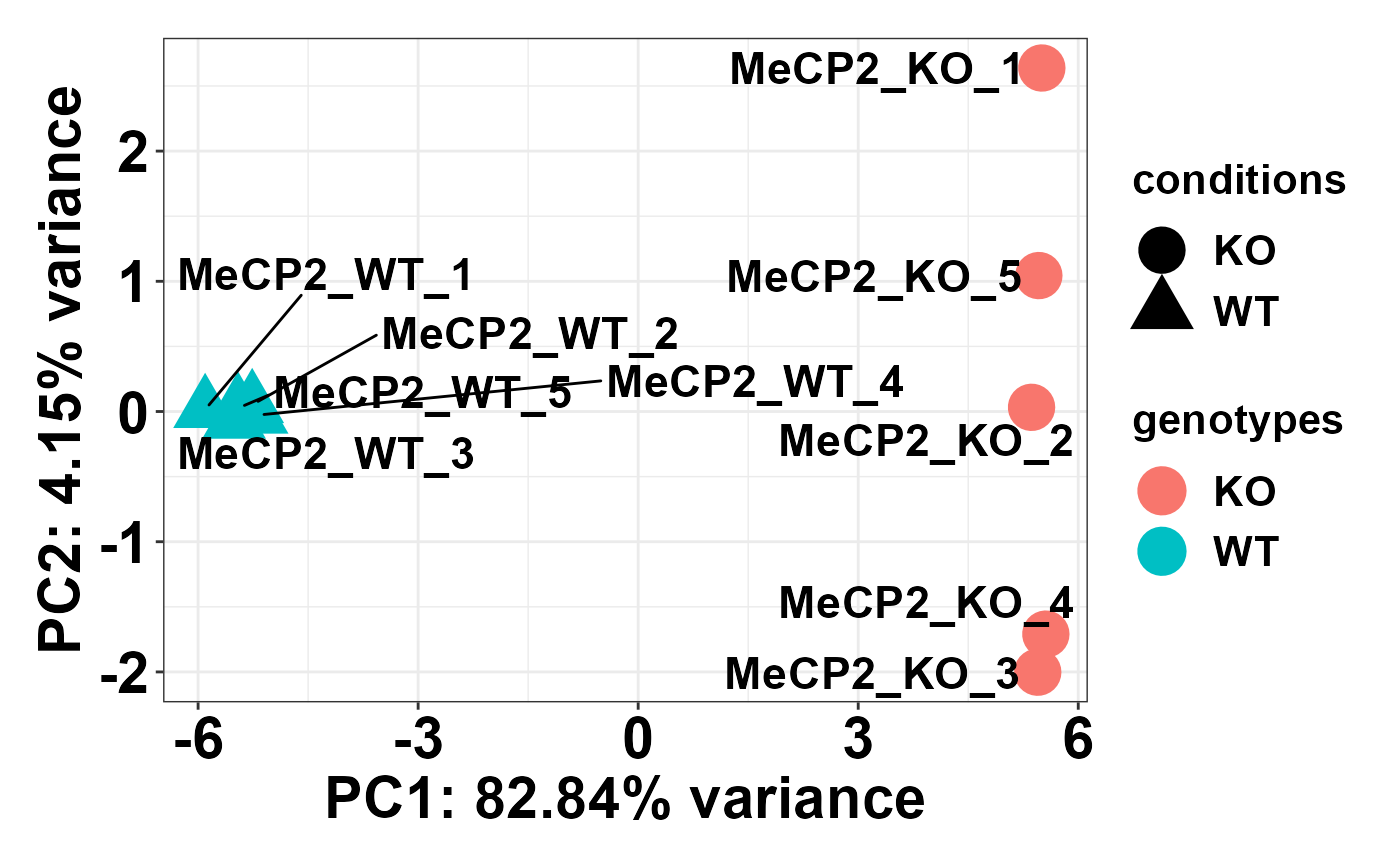 PC2: 4.15% variance
2
1
0
-1
-2
MeCP2_KO_1
MeCP2_WT_1
MeCP2_KO_5
MeCP2_WT_2
MeCP2_WT_5
MeCP2_WT_4
MeCP2_KO_2
MeCP2_WT_3
MeCP2_KO_4
MeCP2_KO_3
-6
-3
0
3
6
PC1: 82.84% variance
conditions
KO
WT
genotypes
KO
WT